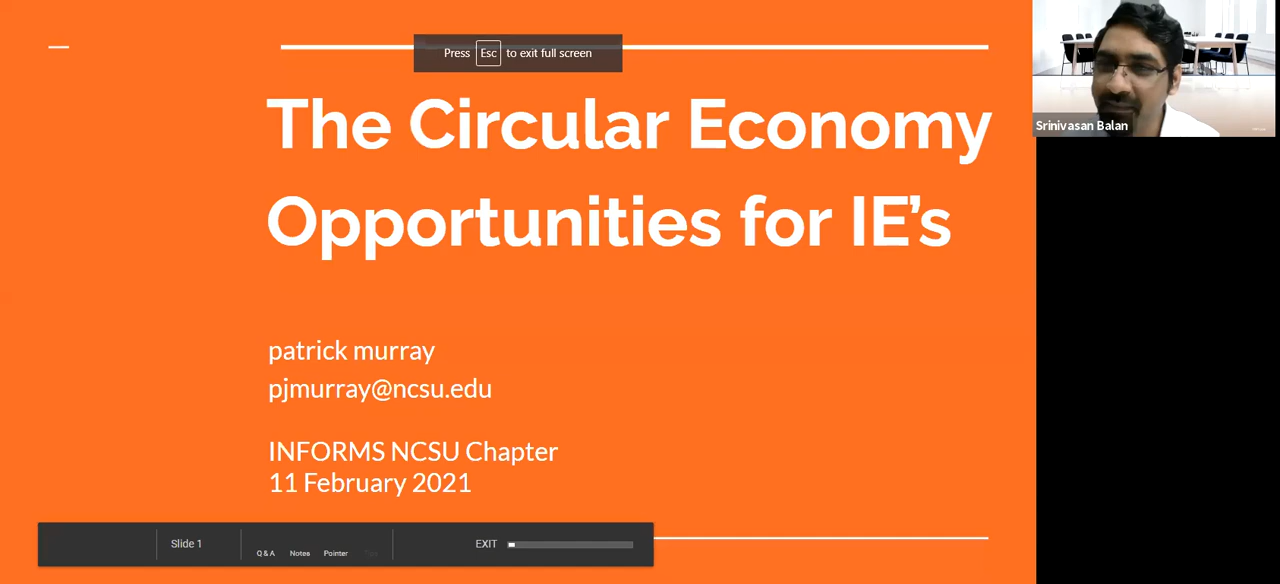 Press Esc to exit full screen
The Circular Economy
Opportunities for IE’s
patrick murray
pjmurray@ncsu.edu
INFORMS NCSU Chapter
11 February 2021
Slide 1
Q & A Notes Pointer
EXIT
Srinivasan Balan